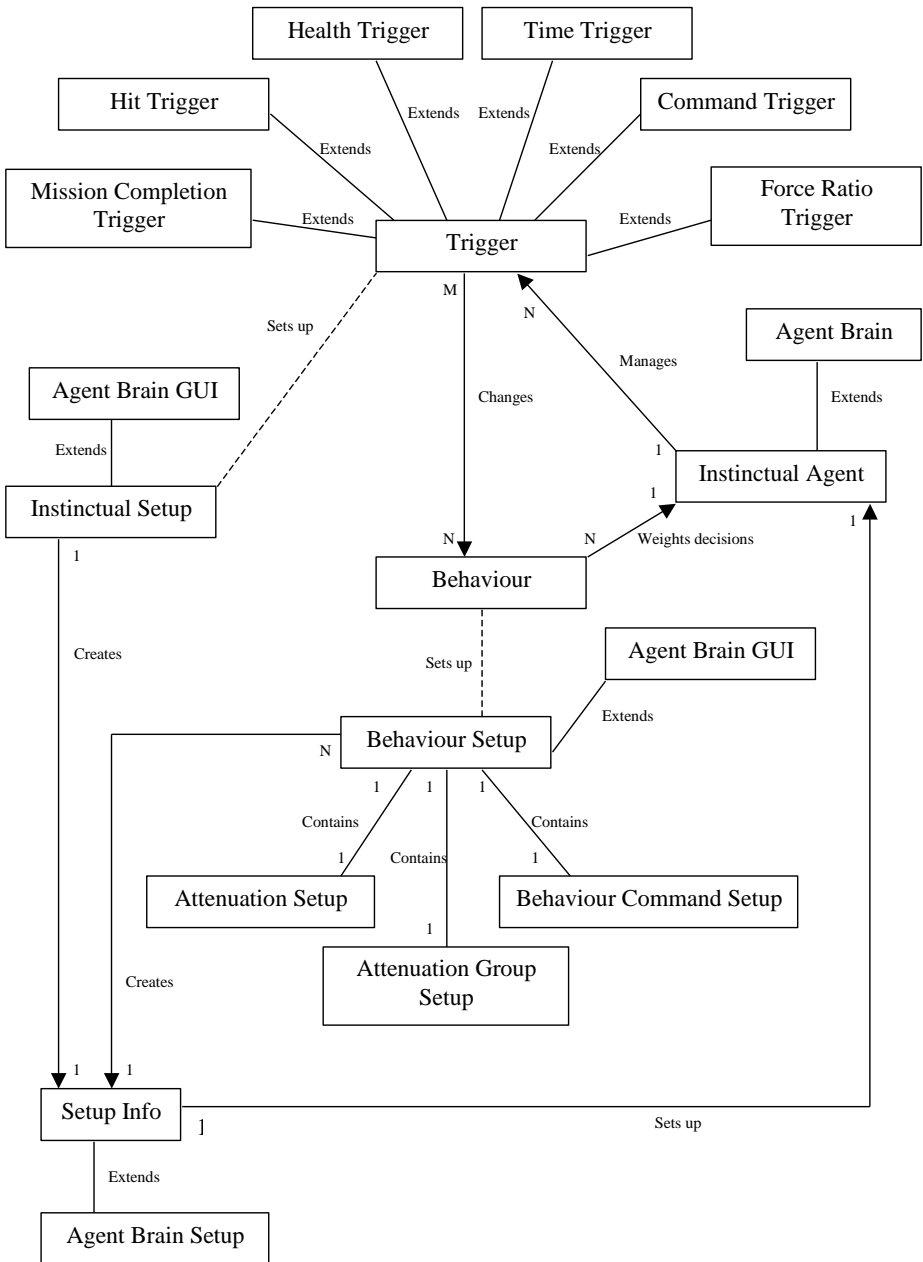 Health Trigger
Time Trigger
Hit Trigger
Command Trigger
Extends
Extends
Extends
Extends
Mission Completion
Trigger
Extends
Extends
Force Ratio
Trigger
Trigger
M
N
Sets up
Agent Brain
Manages
Agent Brain GUI
Changes
Extends
Extends
1
Instinctual Agent
Instinctual Setup
1
1
1
N
N
Weights decisions
Behaviour
Agent Brain GUI
Creates
Sets up
Extends
Behaviour Setup
N
1
1
1
Contains
Contains
Contains
1
1
Attenuation Setup
Behaviour Command Setup
1
Attenuation Group
Setup
Creates
1
1
Setup Info
1
Sets up
Extends
Agent Brain Setup